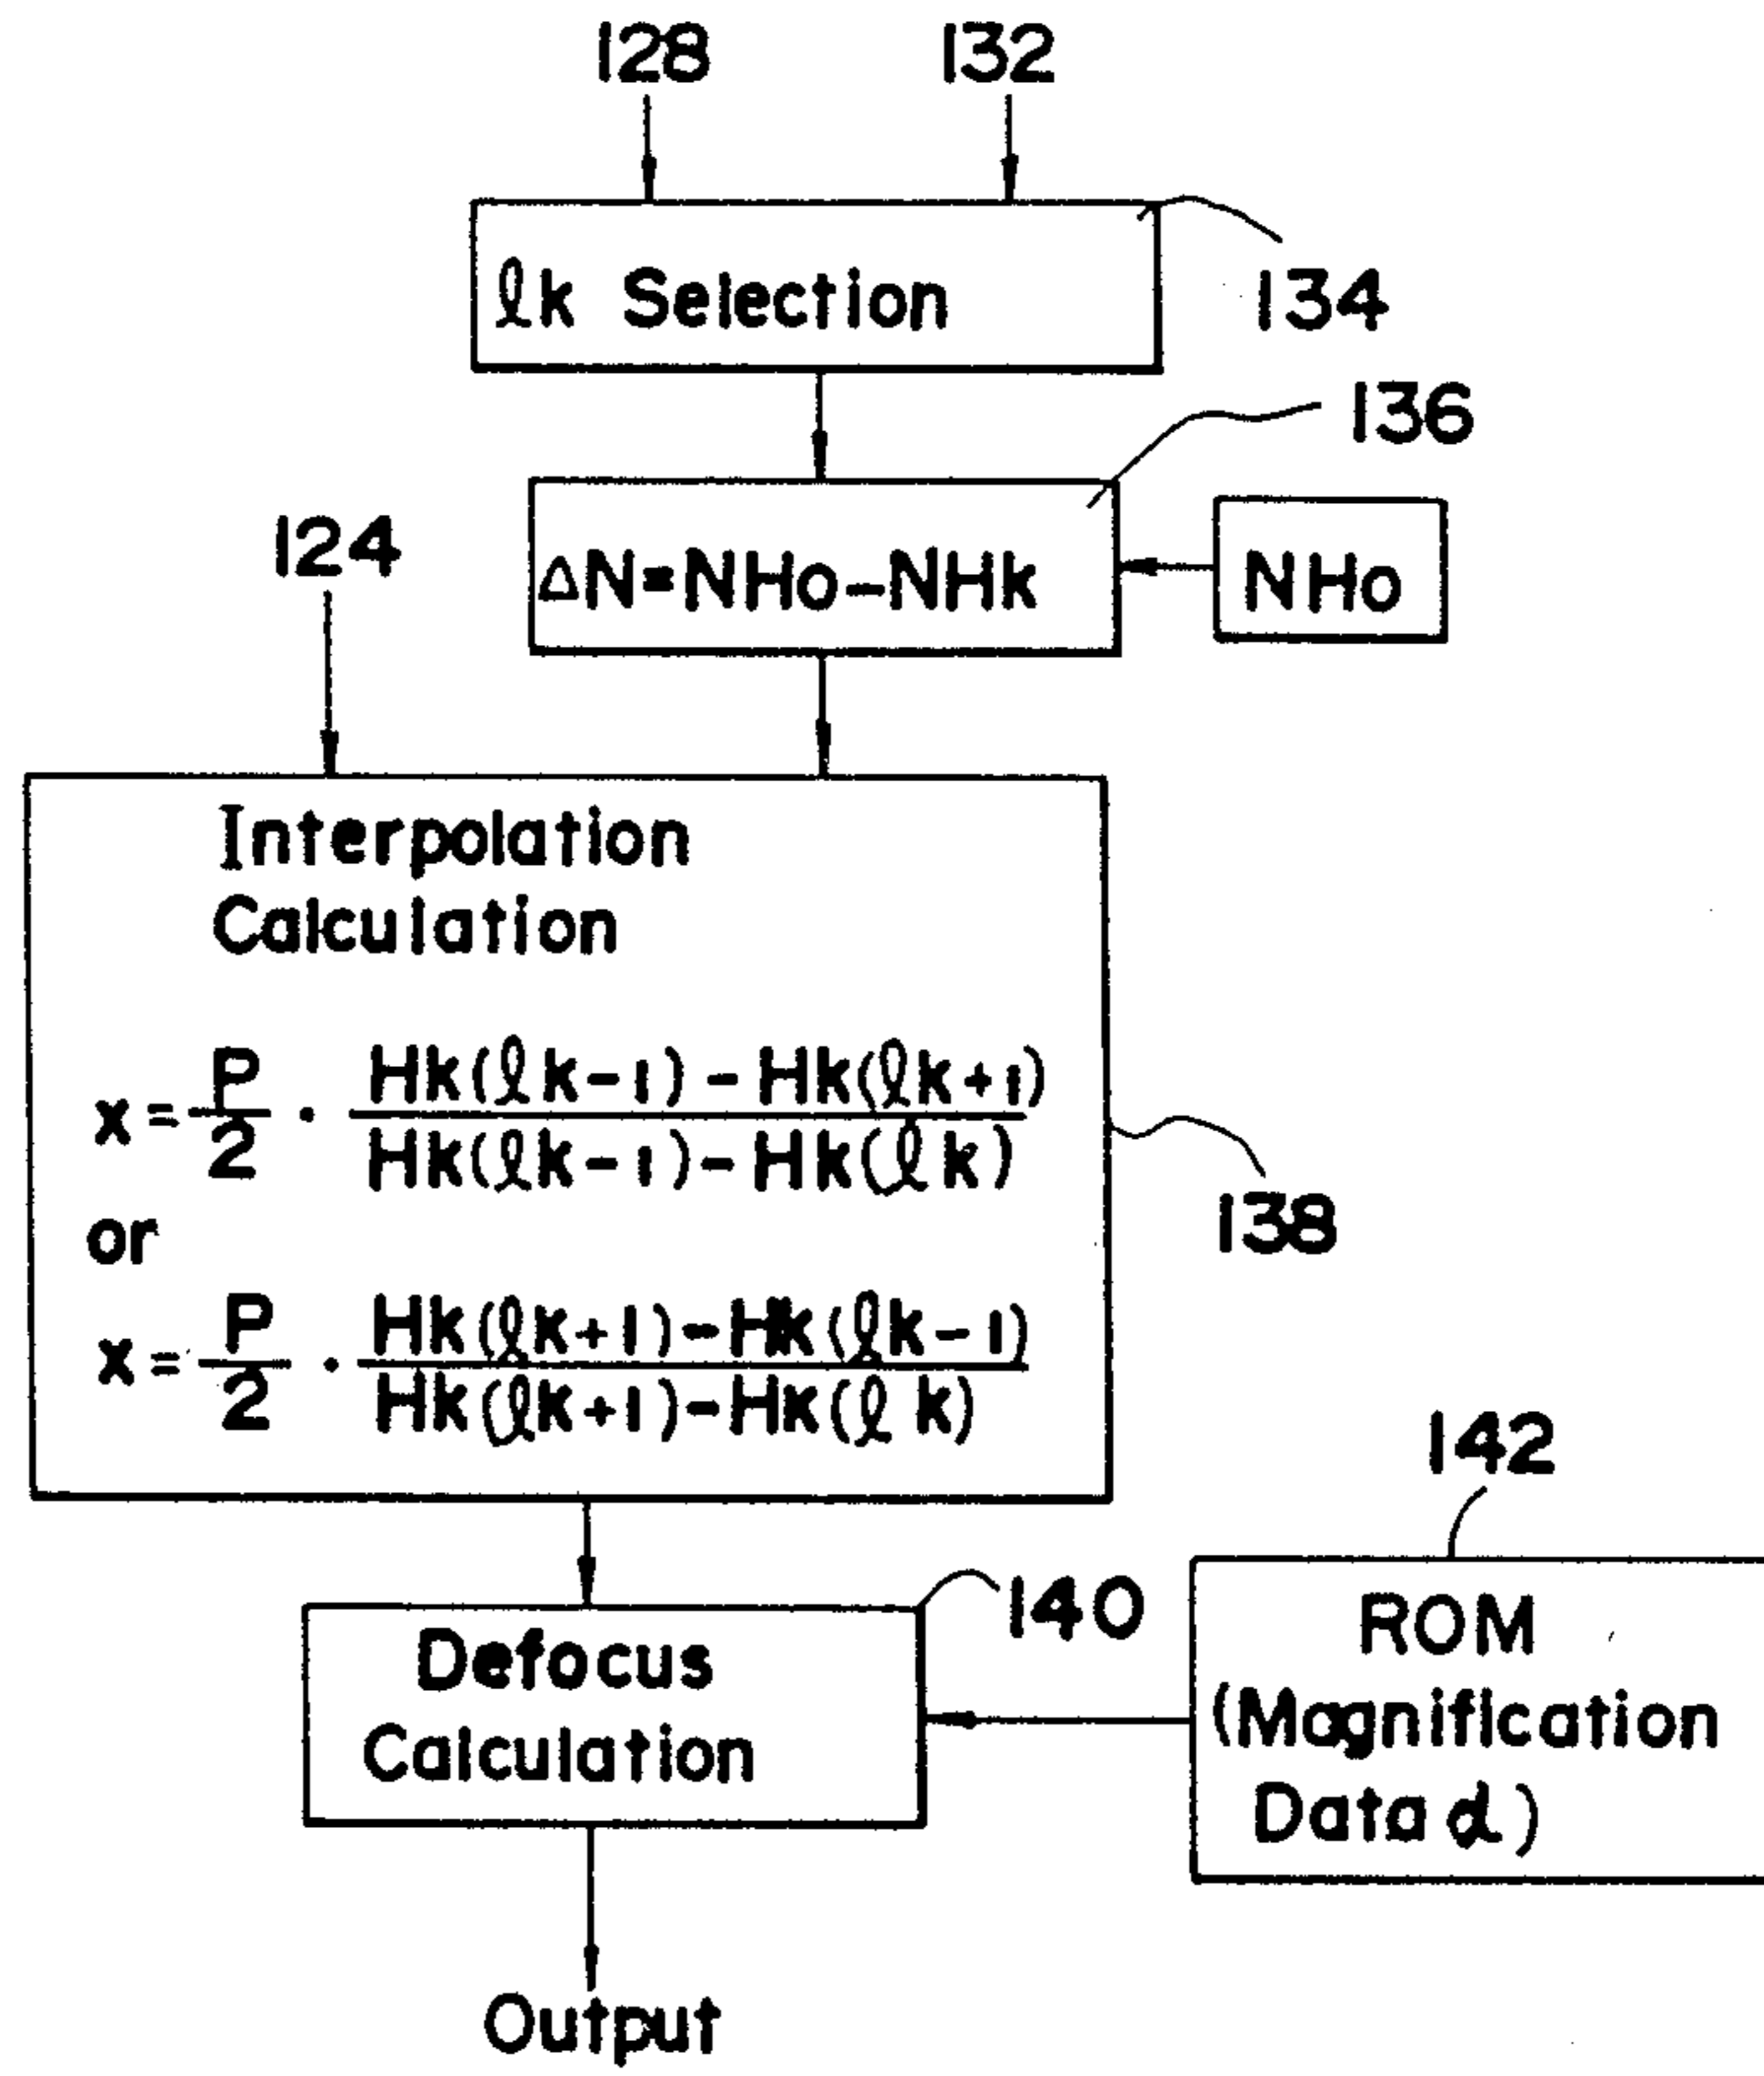 128 132
ℓk Selection
134
136
124
ΔN=NHo-NHk
NHo
Interpolation
Calculation
x = P/2 · Hk(ℓk-1) - Hk(ℓk+1) / Hk(ℓk-1) - Hk(ℓk)
or
x = P/2 · Hk(ℓk+1) - Hk(ℓk-1) / Hk(ℓk+1) - Hk(ℓk)
138
142
140
Defocus
Calculation
ROM
(Magnification
Data α)
Output